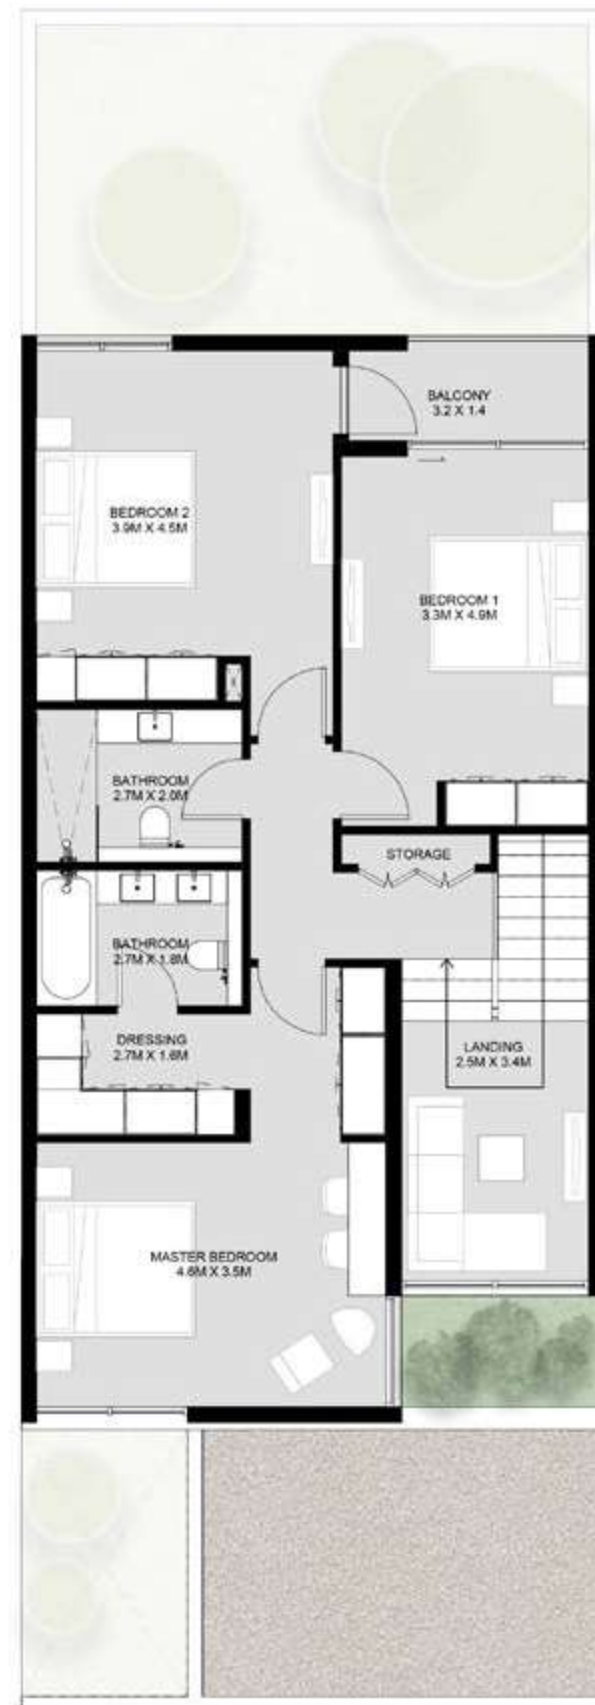 BALCONY
3.2 X 1.4
BEDROOM 2
3.9M X 4.5M
BEDROOM 1
3.3M X 4.9M
BATHROOM
2.7M X 2.0M
STORAGE
BATHROOM
2.7M X 1.8M
DRESSING
2.7M X 1.6M
LANDING
2.5M X 3.4M
MASTER BEDROOM
4.6M X 3.5M